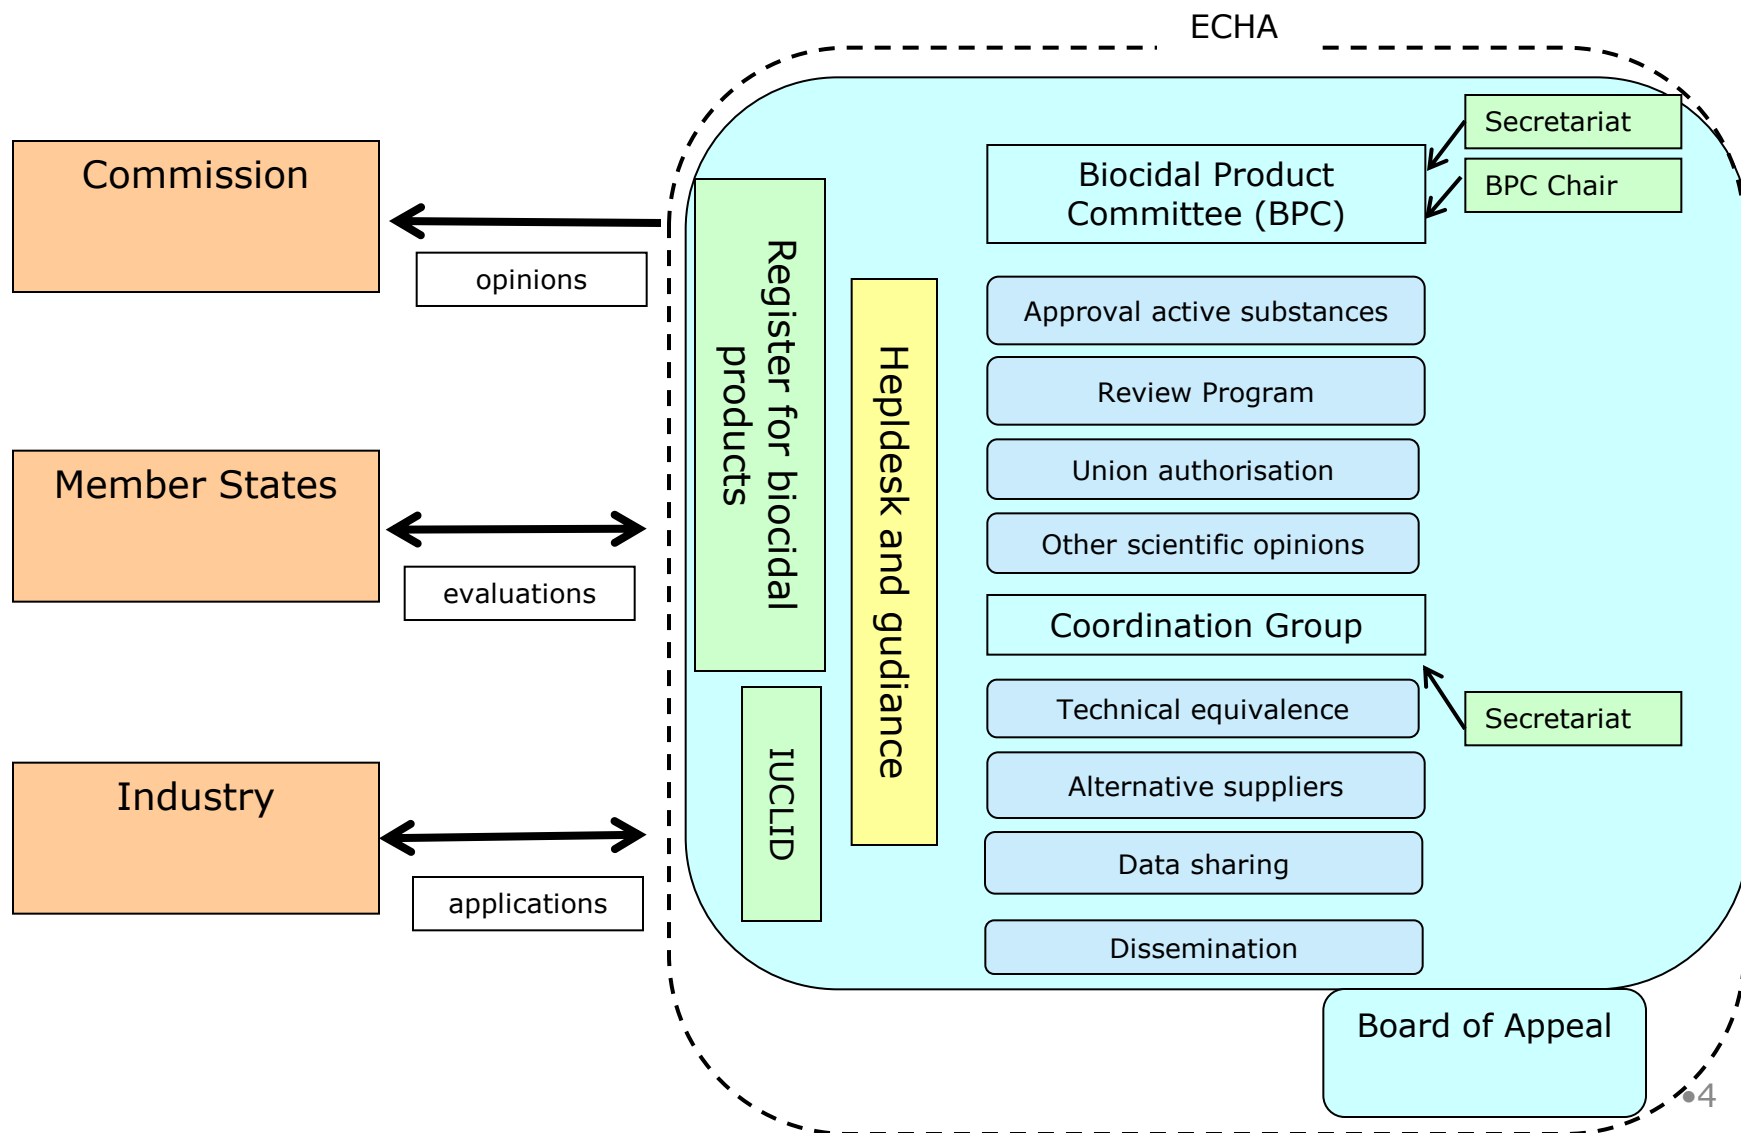 ECHA
Commission
opinions
Member States
evaluations
Industry
applications
Register for biocidal
products
IUCLID
Hepldesk and gudiance
Biocidal Product
Committee (BPC)
Secretariat
BPC Chair
Approval active substances
Review Program
Union authorisation
Other scientific opinions
Coordination Group
Technical equivalence
Secretariat
Alternative suppliers
Data sharing
Dissemination
Board of Appeal
•4